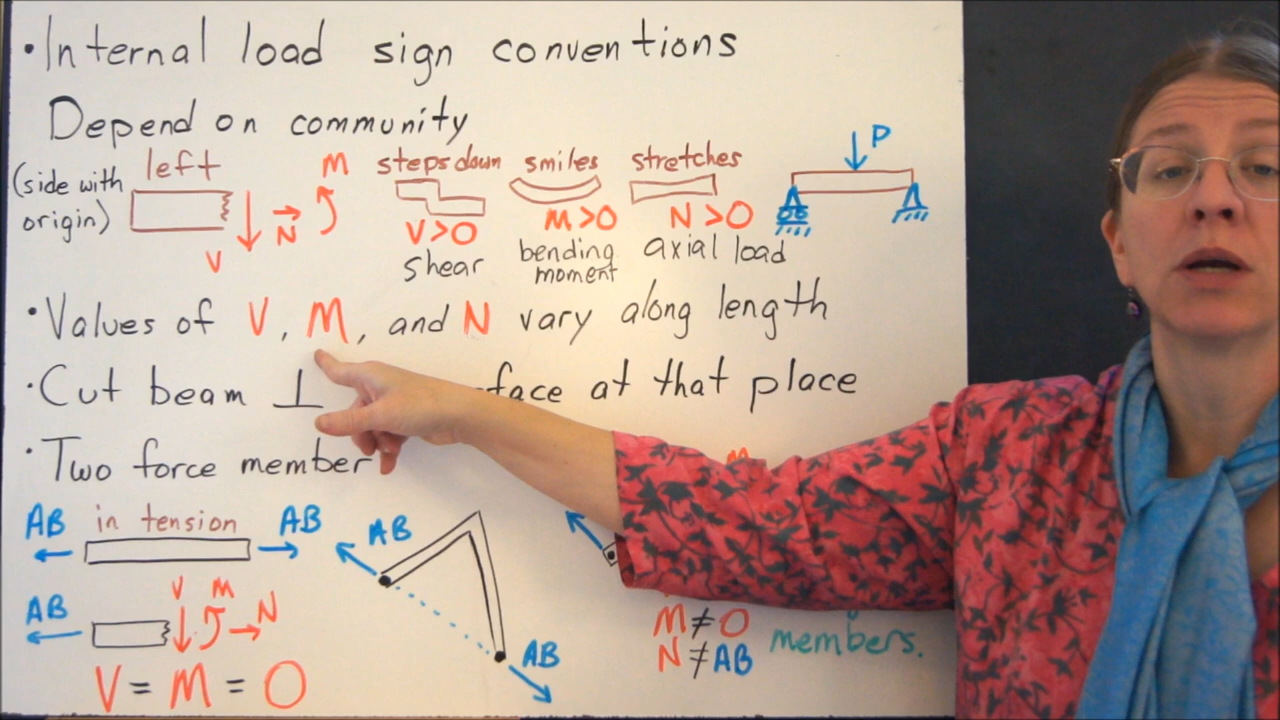 • Internal load sign conventions
Depend on community
(side with origin)
left
V
N
M
steps down
V>0
shear
smiles
M>0
bending moment
stretches
N>0
axial load
P
• Values of V, M, and N vary along length
• Cut beam ⊥ face at that place
• Two force member
AB in tension AB
AB
V M N
V = M = 0
AB
AB
M≠0
N≠AB
members.